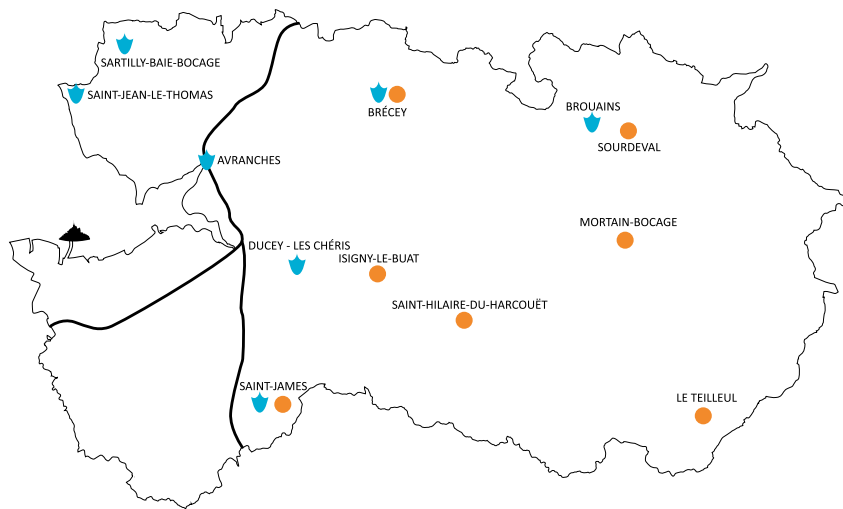 SARTILLY-BAIE-BOCAGE
SAINT-JEAN-LE-THOMAS
BRÉCEY
BROUAINS
SOURDEVAL
AVRANCHES
MORTAIN-BOCAGE
DUCEY - LES CHÉRIS
ISIGNY-LE-BUAT
SAINT-HILAIRE-DU-HARCOUËT
SAINT-JAMES
LE TEILLEUL